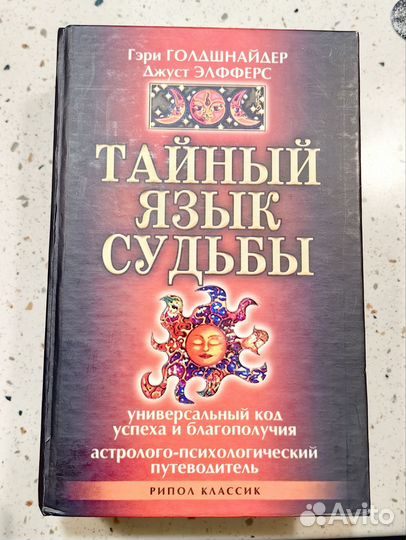 Гэри ГОЛДШНАЙДЕР
Джуст ЭЛФФЕРС
ТАЙНЫЙ
ЯЗЫК
СУДЬБЫ
универсальный код
успеха и благополучия
астролого-психологический
путеводитель
РИПОЛ КЛАССИК
Avito